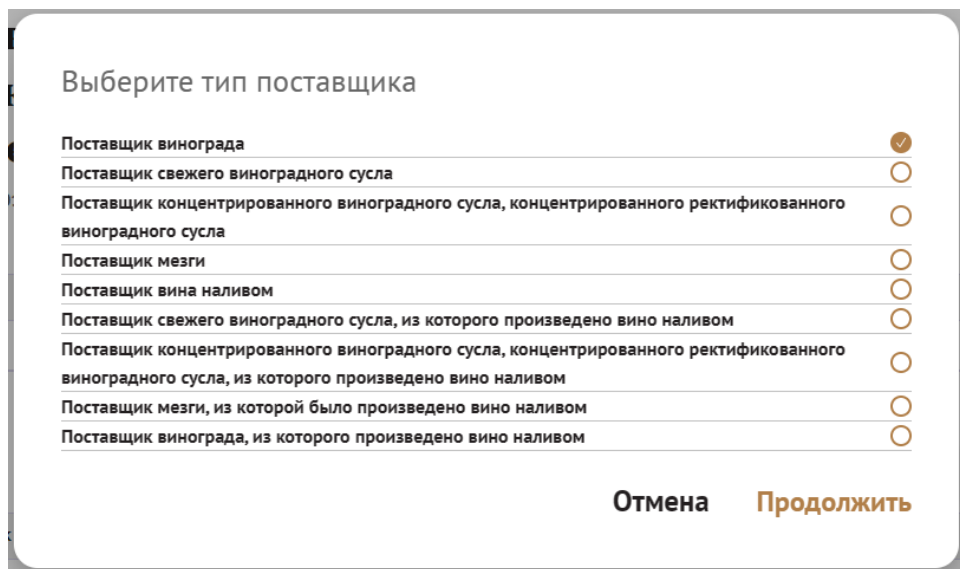 Выберите тип поставщика
Поставщик винограда
Поставщик свежего виноградного сусла
Поставщик концентрированного виноградного сусла, концентрированного ректификованного
виноградного сусла
Поставщик мезги
Поставщик вина наливом
Поставщик свежего виноградного сусла, из которого произведено вино наливом
Поставщик концентрированного виноградного сусла, концентрированного ректификованного
виноградного сусла, из которого произведено вино наливом
Поставщик мезги, из которой было произведено вино наливом
Поставщик винограда, из которого произведено вино наливом
Отмена Продолжить